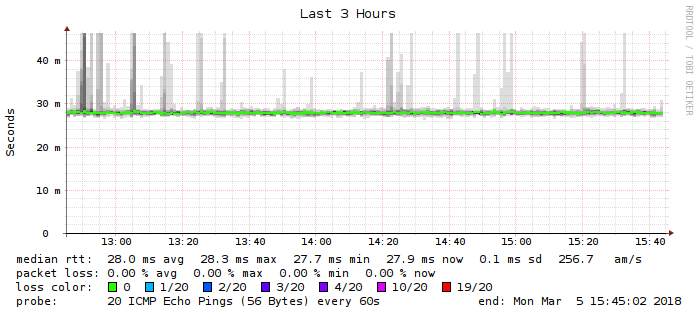 Last 3 Hours
RRDTOOL / TOBI OETIKER
Seconds
40 m
30 m
20 m
10 m
0
13:00 13:20 13:40 14:00 14:20 14:40 15:00 15:20 15:40
median rtt: 28.0 ms avg 28.3 ms max 27.7 ms min 27.9 ms now 0.1 ms sd 256.7 am/s
packet loss: 0.00 % avg 0.00 % max 0.00 % min 0.00 % now
loss color: 0 1/20 2/20 3/20 4/20 10/20 19/20
probe: 20 ICMP Echo Pings (56 Bytes) every 60s end: Mon Mar 5 15:45:02 2018